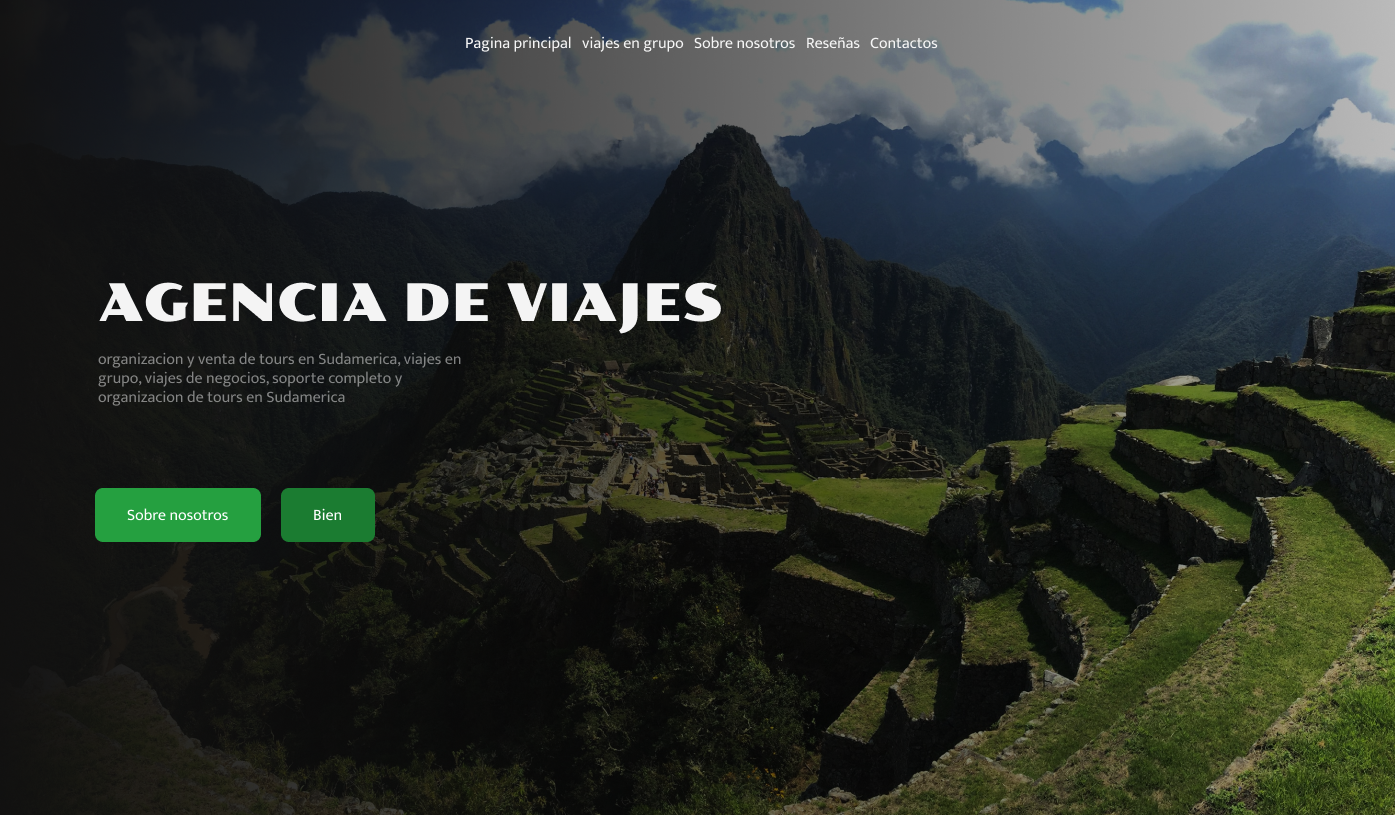 Pagina principal viajes en grupo Sobre nosotros Reseñas Contactos
AGENCIA DE VIAJES
organizacion y venta de tours en Sudamerica, viajes en
grupo, viajes de negocios, soporte completo y
organizacion de tours en Sudamerica
Sobre nosotros Bien